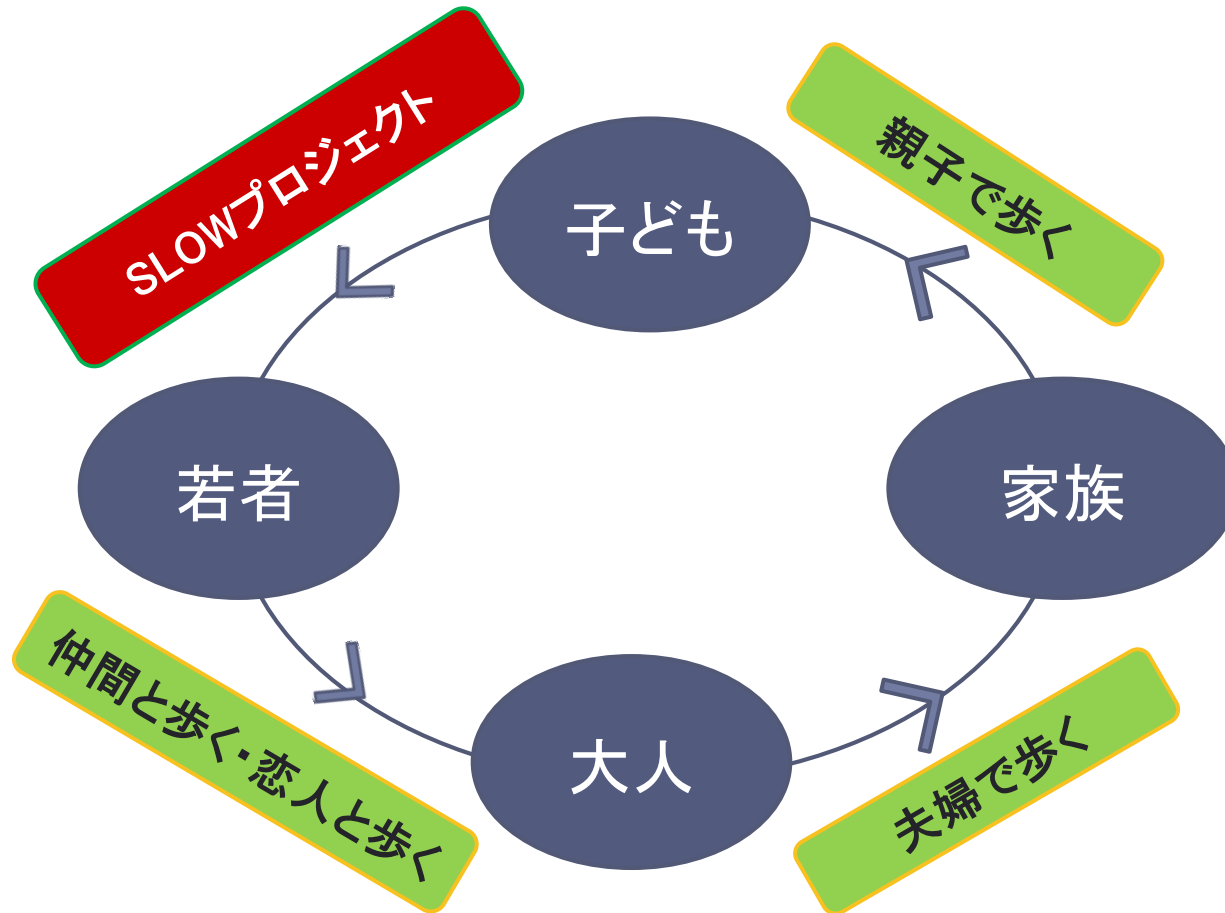 SLOWプロジェクト
親子で歩く
子ども
若者
家族
仲間と歩く・恋人と歩く
大人
夫婦で歩く